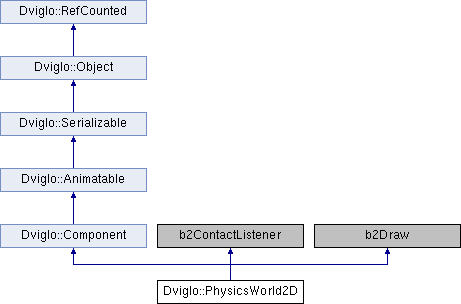 Dviglo::RefCounted
Dviglo::Object
Dviglo::Serializable
Dviglo::Animatable
Dviglo::Component
b2ContactListener
b2Draw
Dviglo::PhysicsWorld2D